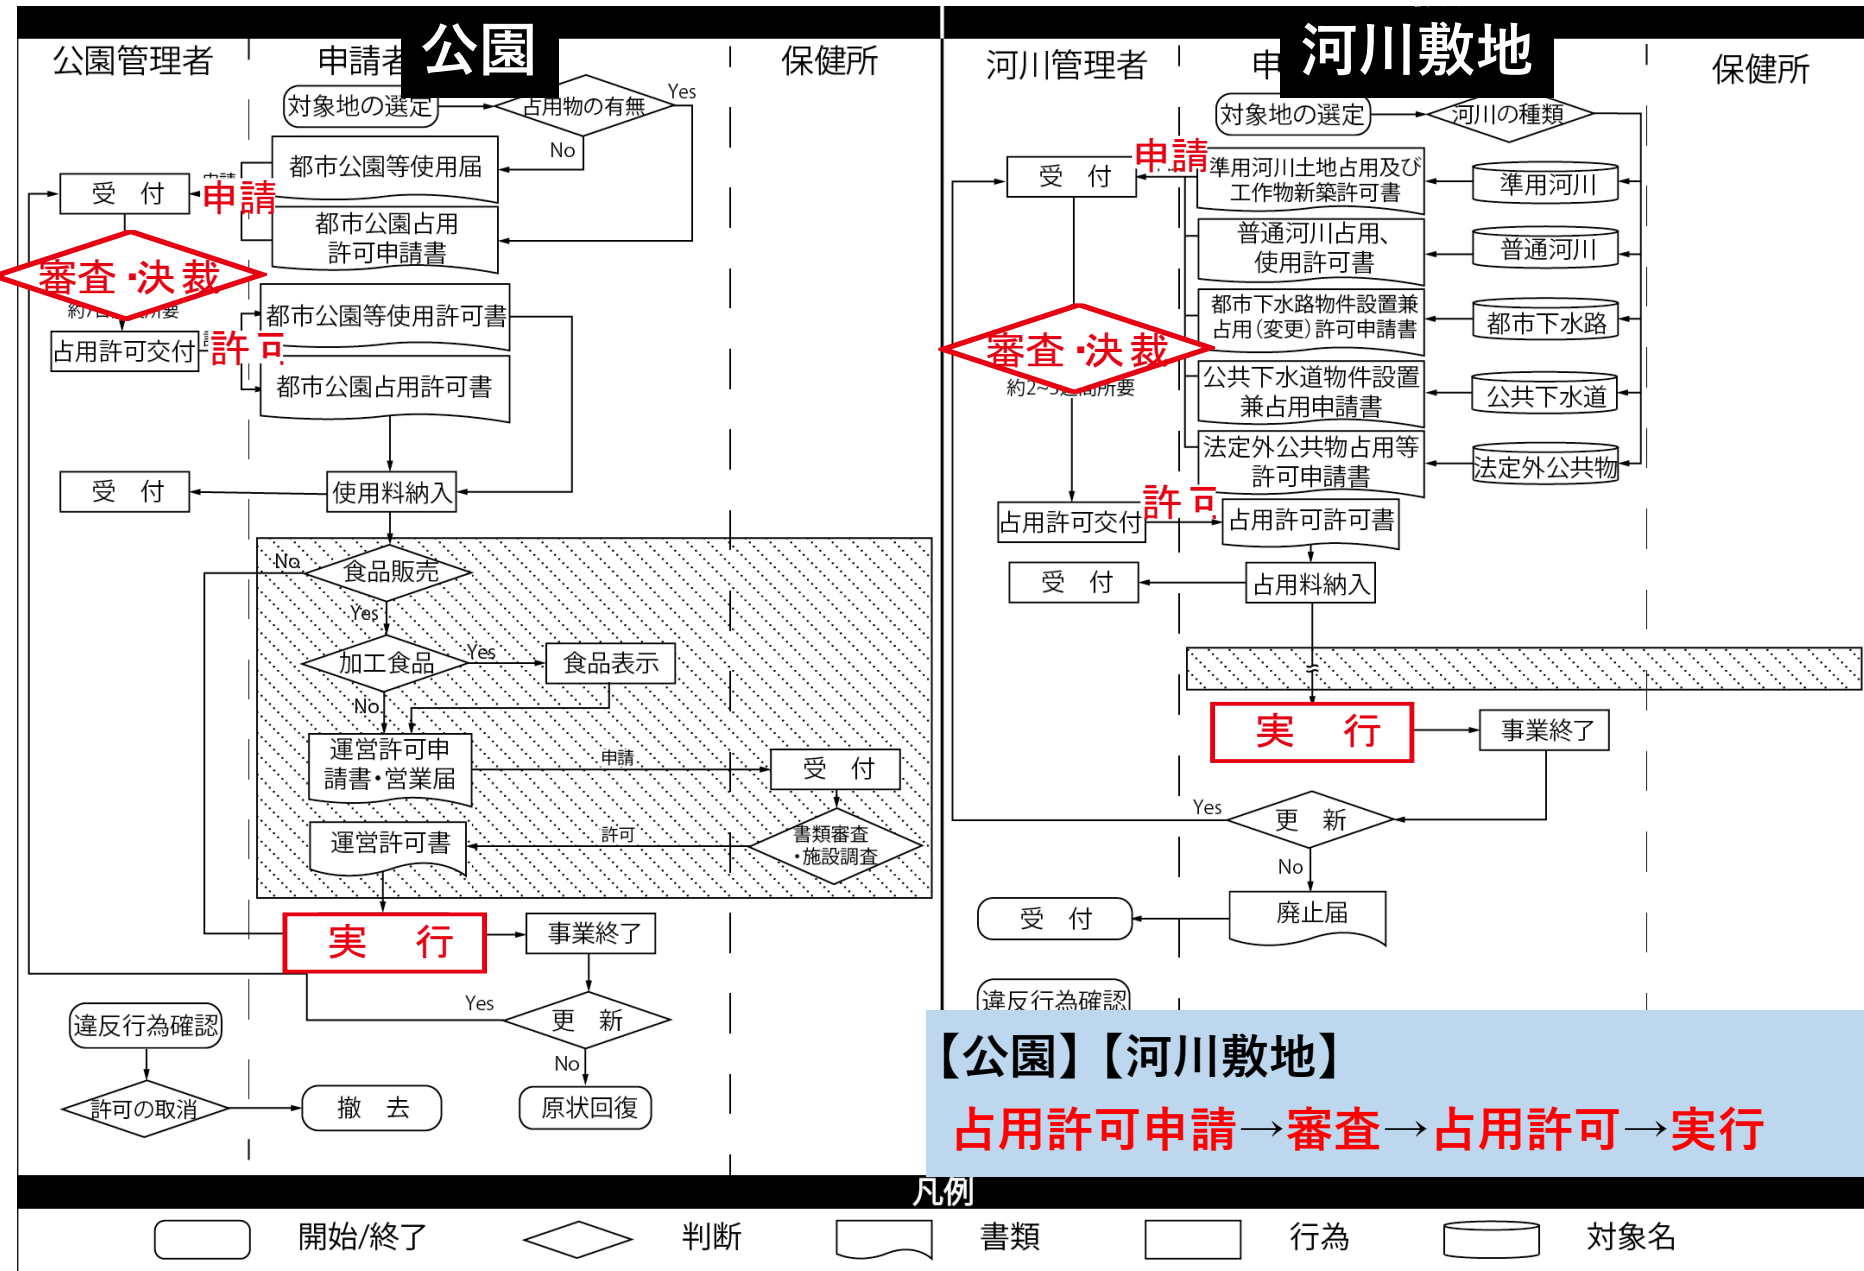 公園
河川敷地
公園管理者
申請者
保健所
対象地の選定
占用物の有無
Yes
No
都市公園等使用届
受　付
申請
都市公園占用
許可申請書
審査・決裁
都市公園等使用許可書
占用許可交付
許可
都市公園占用許可書
受　付
使用料納入
No
食品販売
Yes
加工食品
Yes
食品表示
No
運営許可申
請書・営業届
申請
受　付
運営許可書
許可
書類審査
・施設調査
実　行
事業終了
Yes
更　新
No
違反行為確認
許可の取消
撤　去
原状回復
河川管理者
保健所
対象地の選定
河川の種類
受　付
申請
準用河川土地占用及び
工作物新築許可書
準用河川
普通河川占用、
使用許可書
普通河川
審査・決裁
都市下水路物件設置兼
占用（変更）許可申請書
都市下水路
公共下水道物件設置
兼占用申請書
公共下水道
法定外公共物占用等
許可申請書
法定外公共物
占用許可交付
許可
占用許可許可書
受　付
占用料納入
実　行
事業終了
Yes
更　新
No
受　付
廃止届
違反行為確認
【公園】【河川敷地】
占用許可申請→審査→占用許可→実行
凡例
開始/終了
判断
書類
行為
対象名